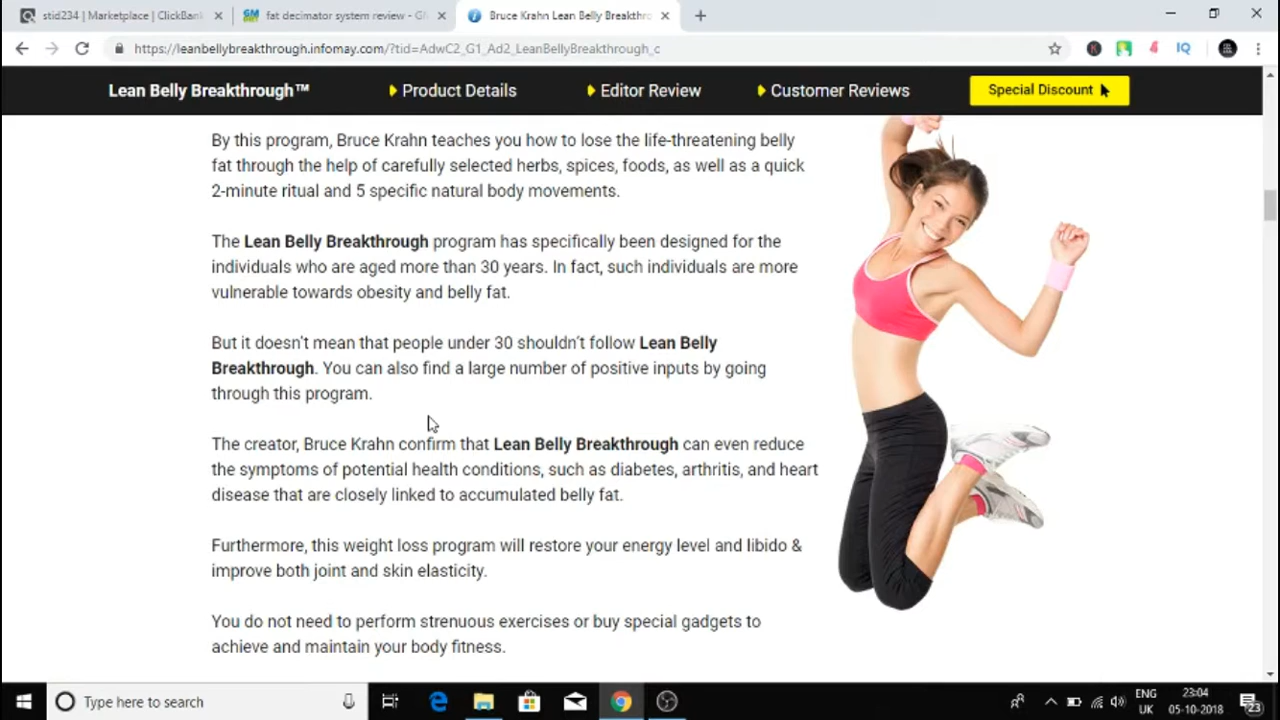 stid234 | Marketplace | ClickBank
fat decimator system review - GM
Bruce Krahn Lean Belly Breakthro
https://leanbellybreakthrough.infomay.com/?tid=AdwC2_G1_Ad2_LeanBellyBreakthrough_c
IQ
Lean Belly Breakthrough™
Product Details
Editor Review
Customer Reviews
Special Discount
By this program, Bruce Krahn teaches you how to lose the life-threatening belly
fat through the help of carefully selected herbs, spices, foods, as well as a quick
2-minute ritual and 5 specific natural body movements.
The Lean Belly Breakthrough program has specifically been designed for the
individuals who are aged more than 30 years. In fact, such individuals are more
vulnerable towards obesity and belly fat.
But it doesn't mean that people under 30 shouldn't follow Lean Belly
Breakthrough. You can also find a large number of positive inputs by going
through this program.
The creator, Bruce Krahn confirm that Lean Belly Breakthrough can even reduce
the symptoms of potential health conditions, such as diabetes, arthritis, and heart
disease that are closely linked to accumulated belly fat.
Furthermore, this weight loss program will restore your energy level and libido &
improve both joint and skin elasticity.
You do not need to perform strenuous exercises or buy special gadgets to
achieve and maintain your body fitness.
Type here to search
ENG
UK
23:04
05-10-2018
23